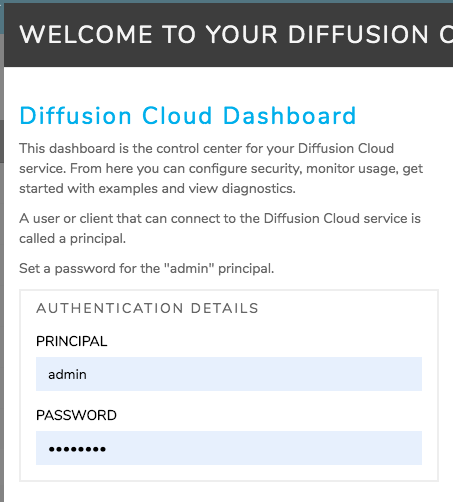 WELCOME TO YOUR DIFFUSION
Diffusion Cloud Dashboard
This dashboard is the control center for your Diffusion Cloud
service. From here you can configure security, monitor usage, get
started with examples and view diagnostics.
A user or client that can connect to the Diffusion Cloud service is
called a principal.
Set a password for the "admin" principal.
AUTHENTICATION DETAILS
PRINCIPAL
admin
PASSWORD
••••••••